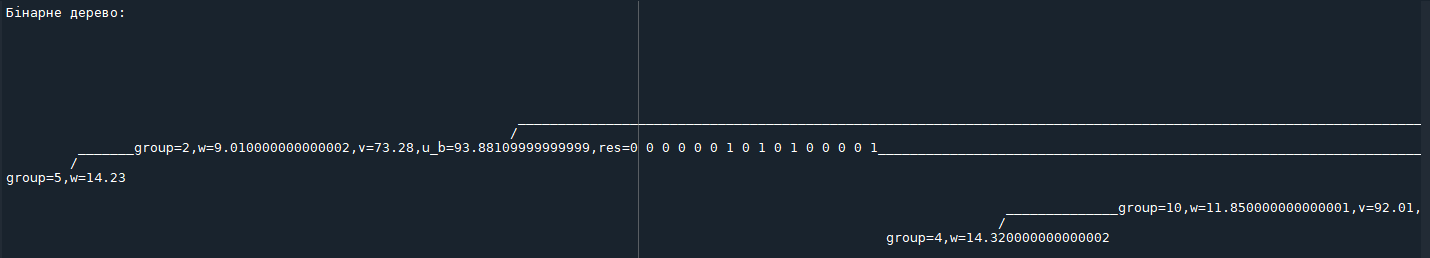 Бінарне дерево:
group=2,w=9.010000000000002,v=73.28,u_b=93.88109999999999,res=0 0 0 0 0 0 1 0 1 0 1 0 0 0 0 1
group=5,w=14.23
group=10,w=11.850000000000001,v=92.01,
group=4,w=14.320000000000002